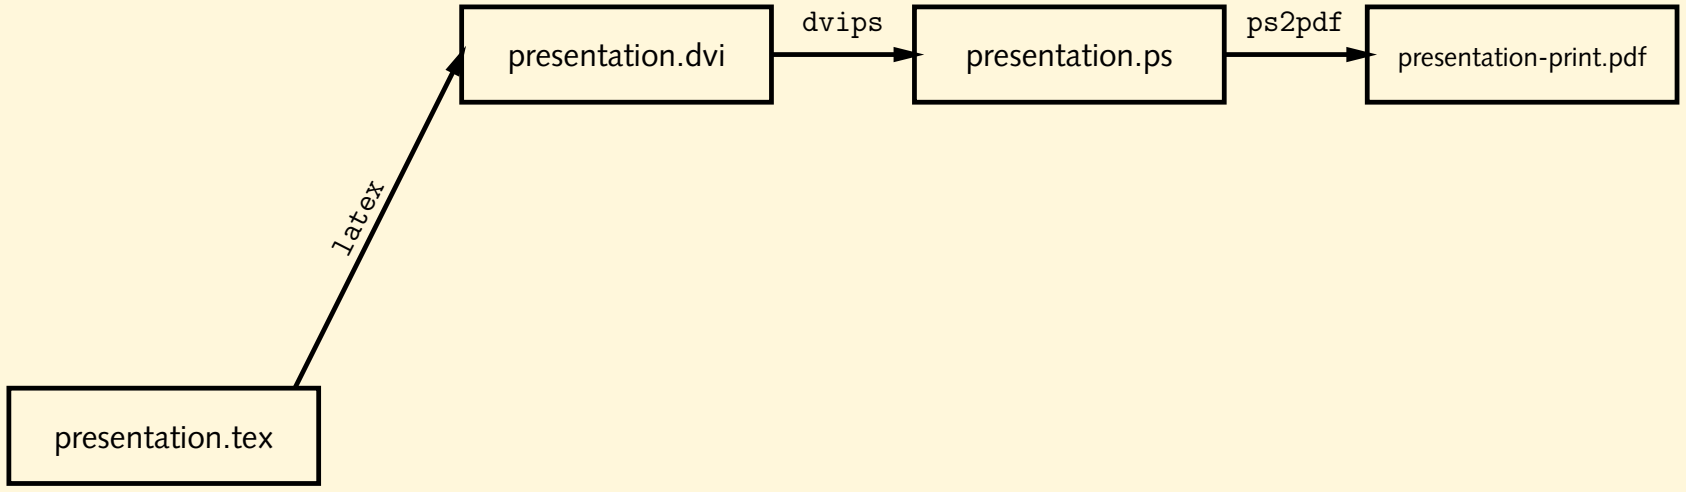 dvips
ps2pdf
presentation.dvi
presentation.ps
presentation-print.pdf
latex
presentation.tex